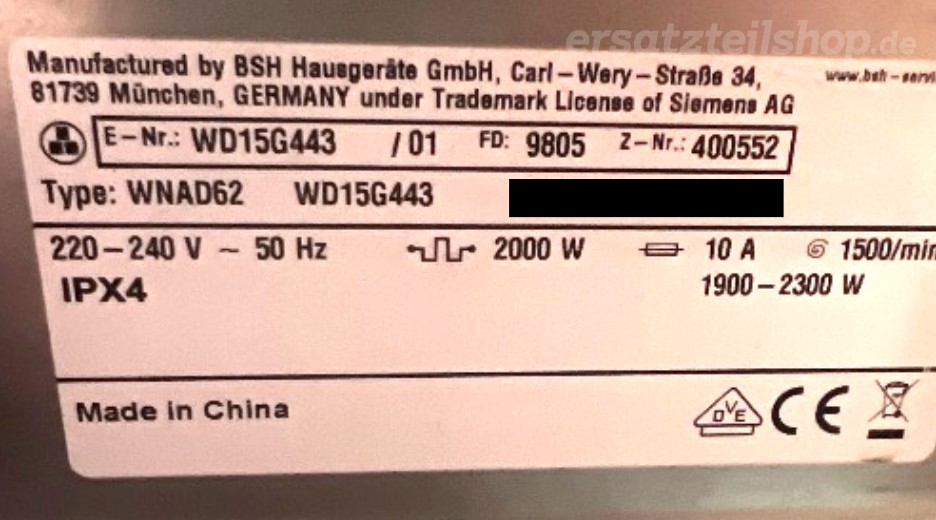 ersatzteilshop.de
Manufactured by BSH Hausgeräte GmbH, Carl-Wery-Straße 34, www.bsh-servi
81739 München, GERMANY under Trademark License of Siemens AG
E-Nr.: WD15G443 / 01 FD: 9805 Z-Nr.: 400552
Type: WNAD62 WD15G443
220-240 V ~ 50 Hz 2000 W 10 A 1500/min
IPX4 1900-2300 W
Made in China DVE CE